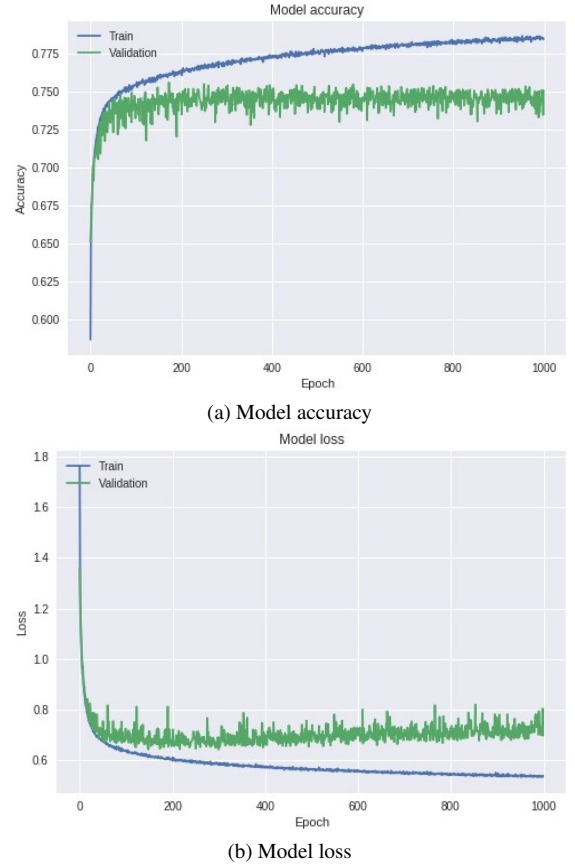 Model accuracy
Train
Validation
0.775
0.750
0.725
0.700
0.675
0.650
0.625
0.600
Accuracy
0 200 400 600 800 1000
Epoch
(a) Model accuracy
Model loss
Train
Validation
1.8
1.6
1.4
1.2
1.0
0.8
0.6
Loss
0 200 400 600 800 1000
Epoch
(b) Model loss